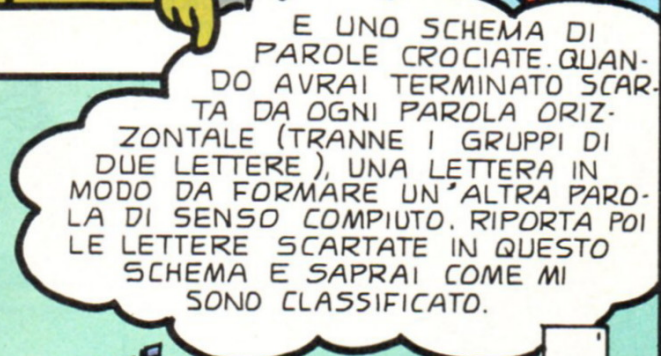 E UNO SCHEMA DI
PAROLE CROCIATE. QUAN-
DO AVRAI TERMINATO SCAR-
TA DA OGNI PAROLA ORIZ-
ZONTALE (TRANNE I GRUPPI DI
DUE LETTERE), UNA LETTERA IN
MODO DA FORMARE UN'ALTRA PARO-
LA DI SENSO COMPIUTO. RIPORTA POI
LE LETTERE SCARTATE IN QUESTO
SCHEMA E SAPRAI COME MI
SONO CLASSIFICATO.